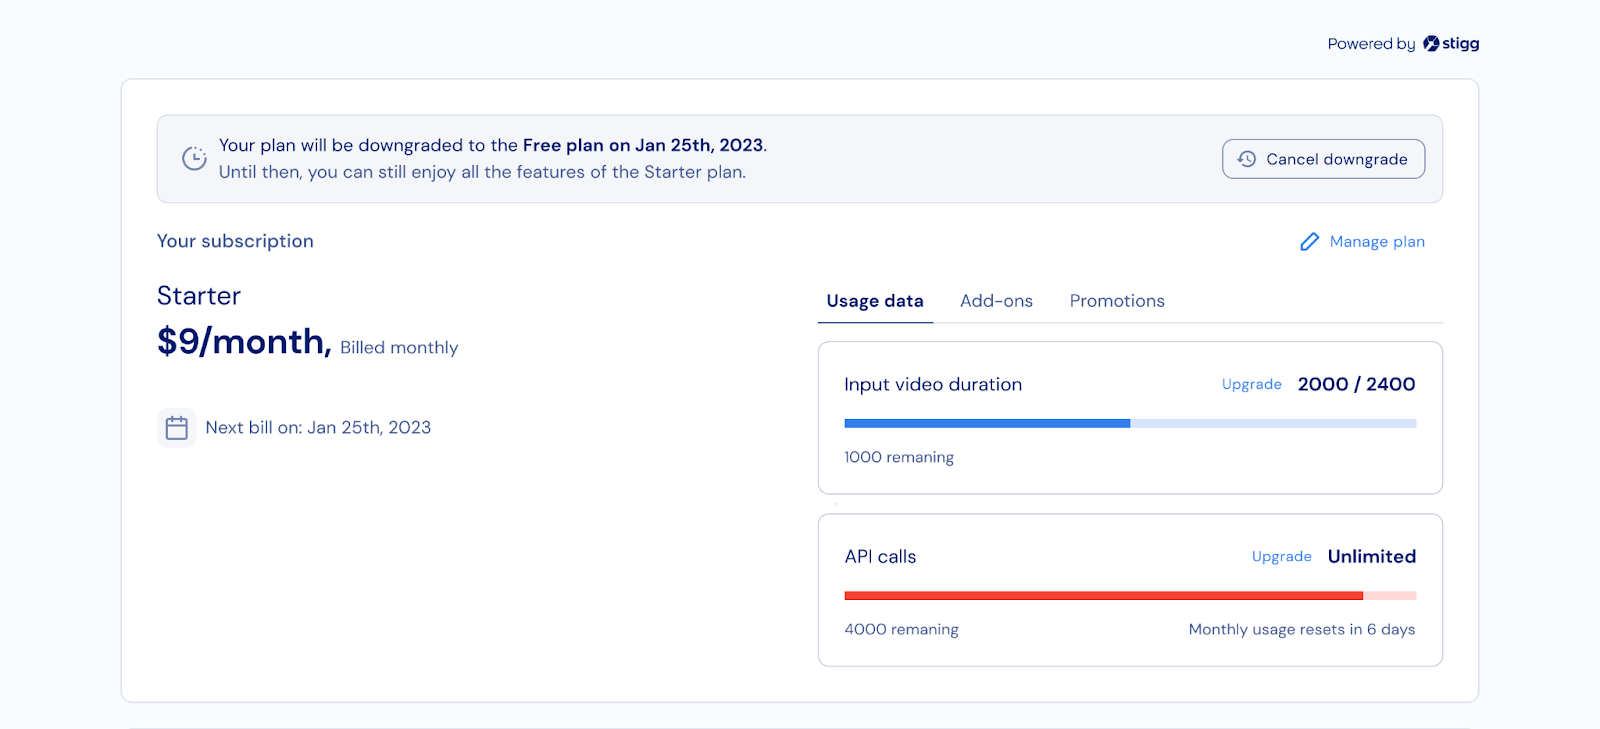 Powered by stigg
Your plan will be downgraded to the Free plan on Jan 25th, 2023.
Until then, you can still enjoy all the features of the Starter plan.
Cancel downgrade
Your subscription
Manage plan
Starter
$9/month, Billed monthly
Next bill on: Jan 25th, 2023
Usage data Add-ons Promotions
Input video duration Upgrade 2000 / 2400
1000 remaning
API calls Upgrade Unlimited
4000 remaning Monthly usage resets in 6 days